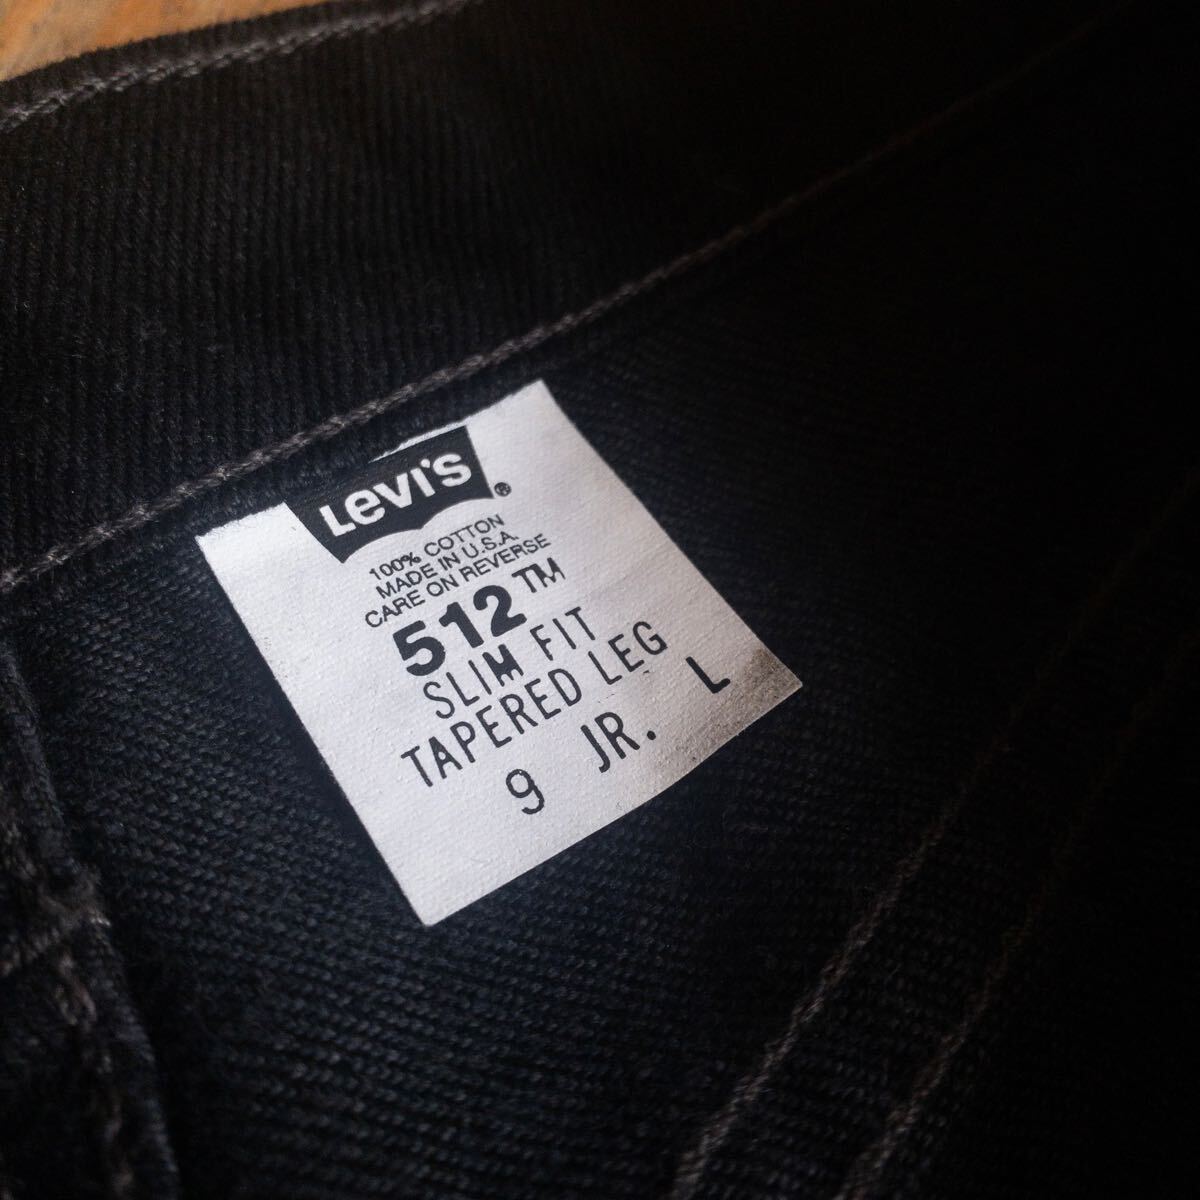 Levi's ®
100% COTTON
MADE IN U.S.A.
CARE ON REVERSE
512™
SLIM FIT
TAPERED LEG
9 JR. L